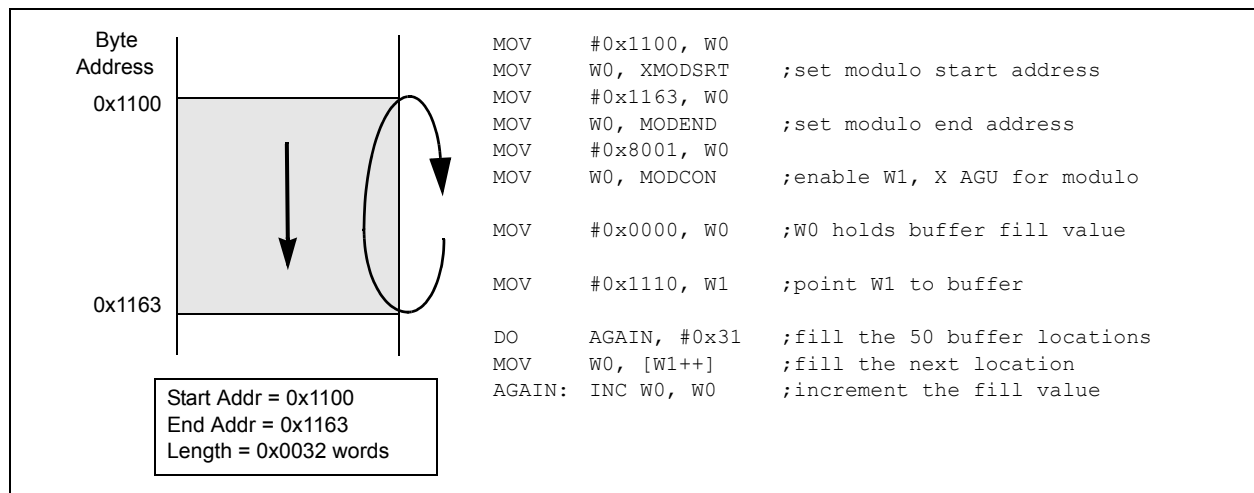 Byte
Address
0x1100
0x1163
Start Addr = 0x1100
End Addr = 0x1163
Length = 0x0032 words
MOV #0x1100, W0
MOV W0, XMODSRT ;set modulo start address
MOV #0x1163, W0
MOV W0, MODEND ;set modulo end address
MOV #0x8001, W0
MOV W0, MODCON ;enable W1, X AGU for modulo
MOV #0x0000, W0 ;W0 holds buffer fill value
MOV #0x1110, W1 ;point W1 to buffer
DO AGAIN, #0x31 ;fill the 50 buffer locations
MOV W0, [W1++] ;fill the next location
AGAIN: INC W0, W0 ;increment the fill value